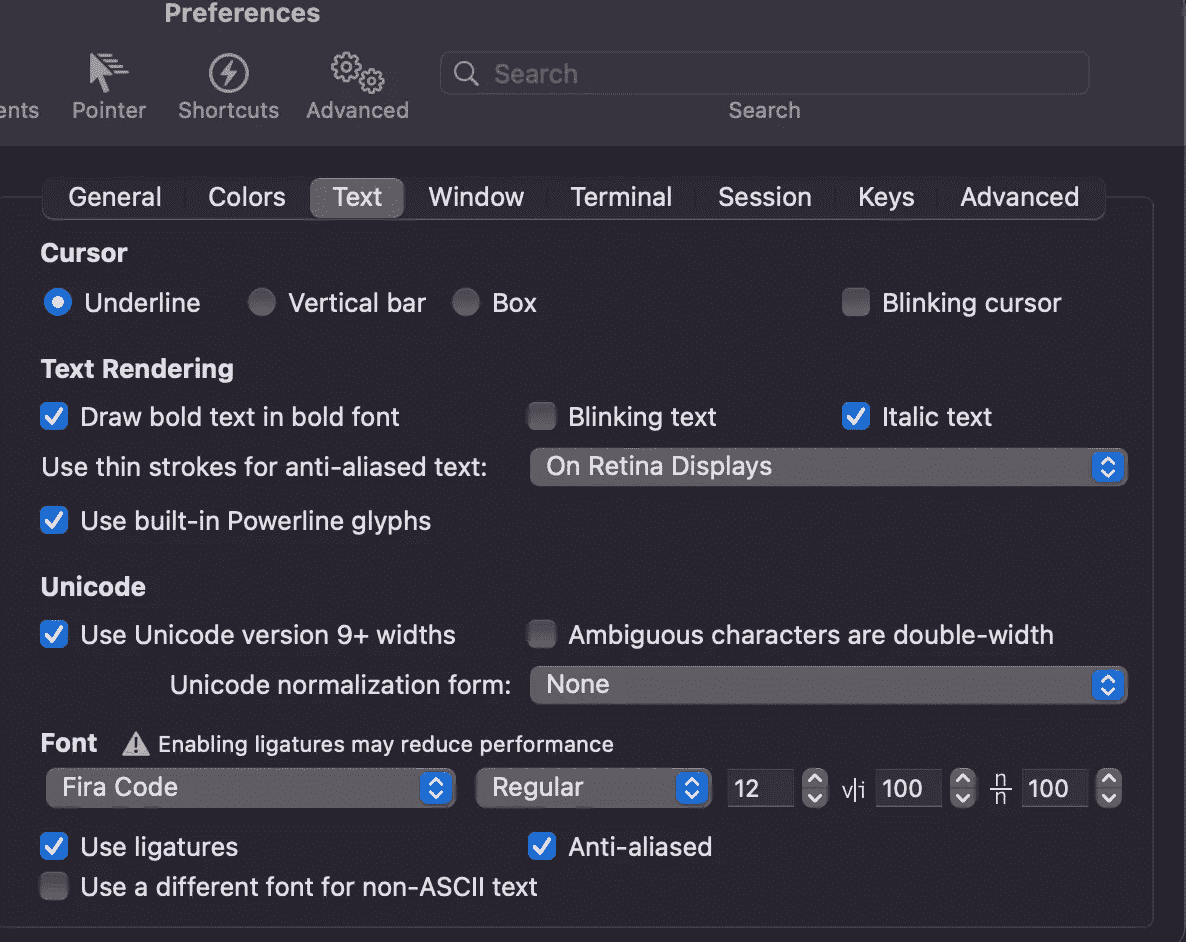 Preferences
ents Pointer Shortcuts Advanced Search
Search
General Colors Text Window Terminal Session Keys Advanced
Cursor
Underline Vertical bar Box Blinking cursor
Text Rendering
Draw bold text in bold font Blinking text Italic text
Use thin strokes for anti-aliased text: On Retina Displays
Use built-in Powerline glyphs
Unicode
Use Unicode version 9+ widths Ambiguous characters are double-width
Unicode normalization form: None
Font Enabling ligatures may reduce performance
Fira Code Regular 12 v|i 100 n/n 100
Use ligatures Anti-aliased
Use a different font for non-ASCII text